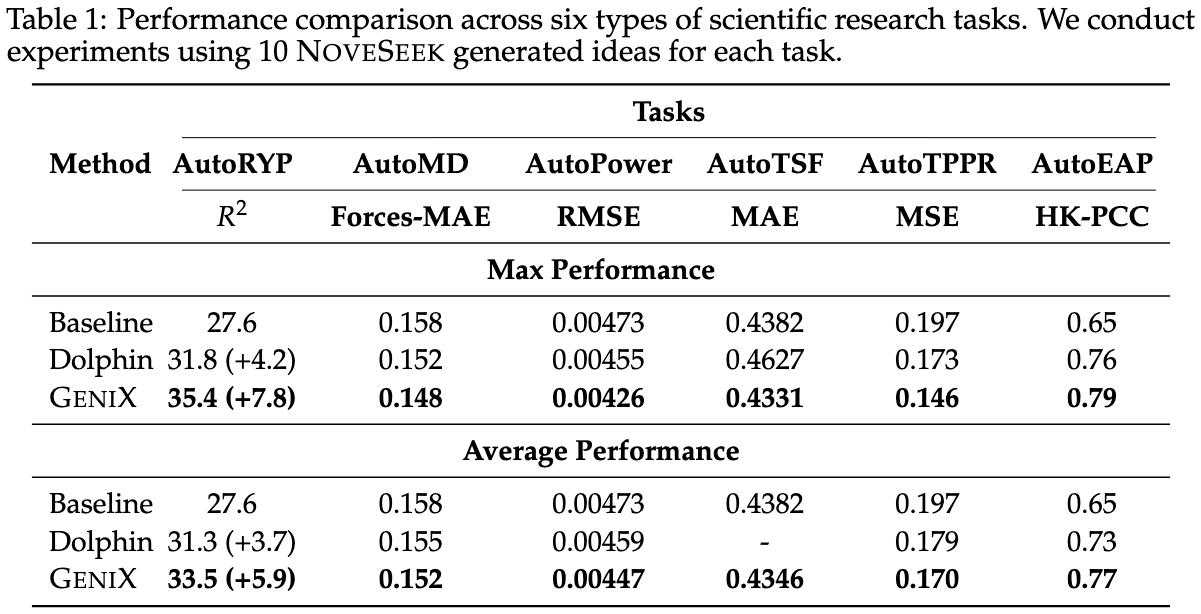 Table 1: Performance comparison across six types of scientific research tasks. We conduct
experiments using 10 NOVESEEK generated ideas for each task.
Tasks
Method AutoRYP AutoMD AutoPower AutoTSF AutoTPPR AutoEAP
R² Forces-MAE RMSE MAE MSE HK-PCC
Max Performance
Baseline 27.6 0.158 0.00473 0.4382 0.197 0.65
Dolphin 31.8 (+4.2) 0.152 0.00455 0.4627 0.173 0.76
GENIX 35.4 (+7.8) 0.148 0.00426 0.4331 0.146 0.79
Average Performance
Baseline 27.6 0.158 0.00473 0.4382 0.197 0.65
Dolphin 31.3 (+3.7) 0.155 0.00459 - 0.179 0.73
GENIX 33.5 (+5.9) 0.152 0.00447 0.4346 0.170 0.77